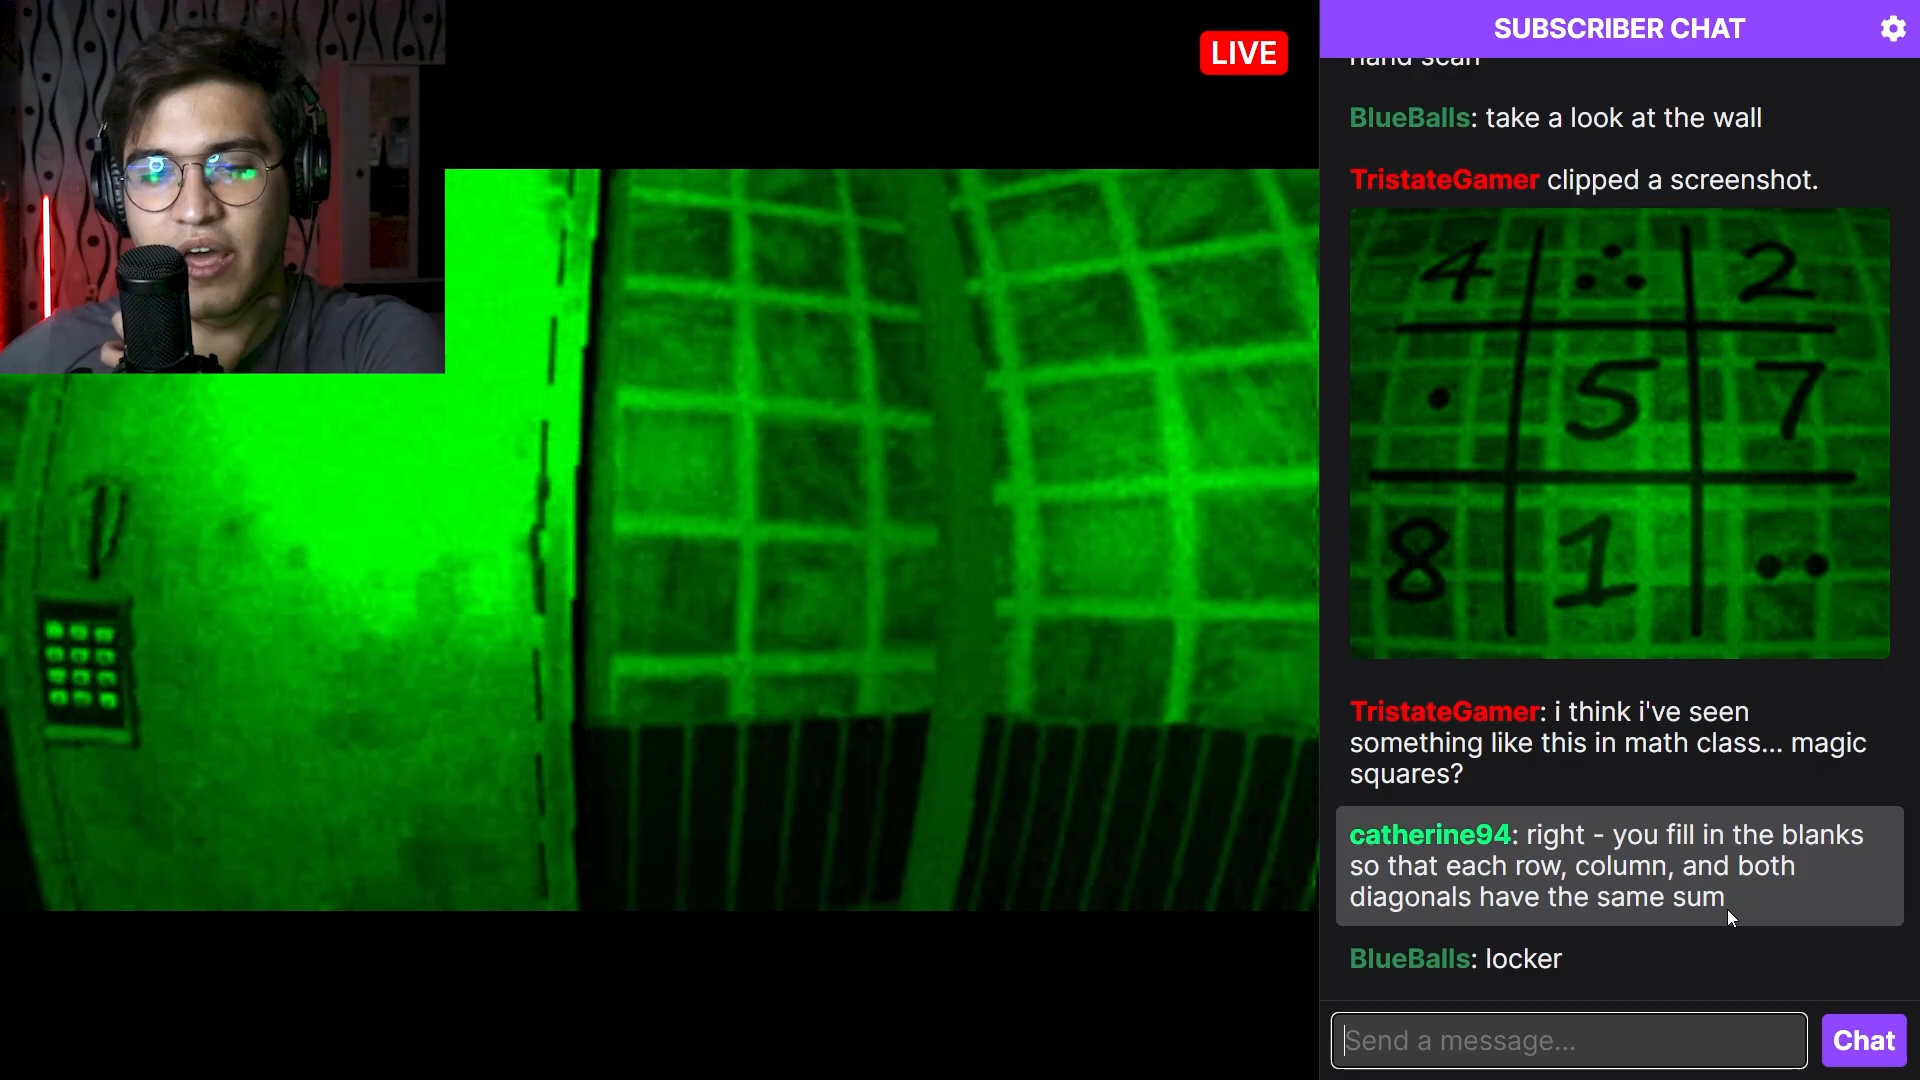 LIVE
SUBSCRIBER CHAT
hand scan
BlueBalls: take a look at the wall
TristateGamer clipped a screenshot.
4 2
5 7
8 1
TristateGamer: i think i've seen
something like this in math class... magic
squares?
catherine94: right - you fill in the blanks
so that each row, column, and both
diagonals have the same sum
BlueBalls: locker
Send a message...
Chat